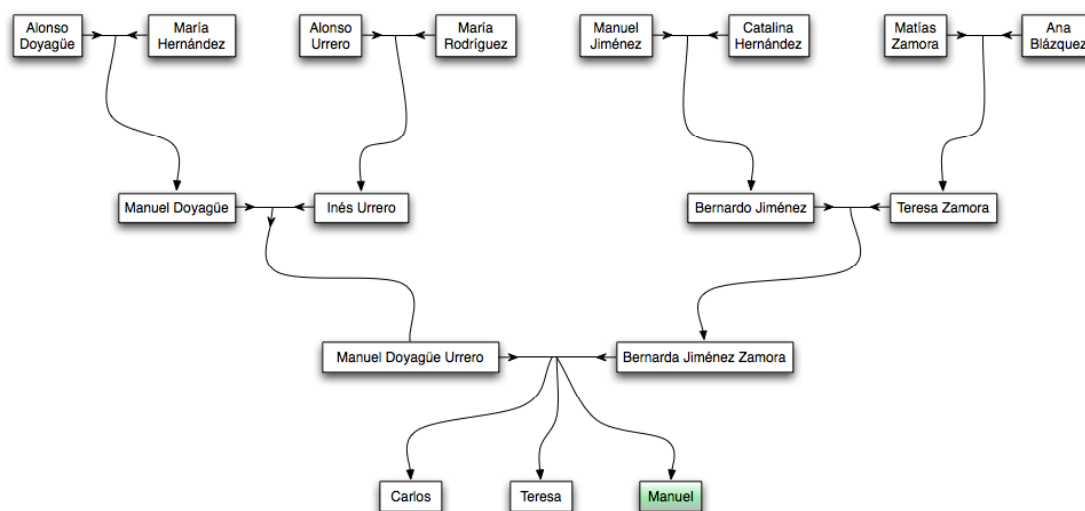 Alonso
Doyagüe
María
Hernández
Alonso
Urrero
María
Rodríguez
Manuel
Jiménez
Catalina
Hernández
Matías
Zamora
Ana
Blázquez
Manuel Doyagüe
Inés Urrero
Bernardo Jiménez
Teresa Zamora
Manuel Doyagüe Urrero
Bernarda Jiménez Zamora
Carlos
Teresa
Manuel